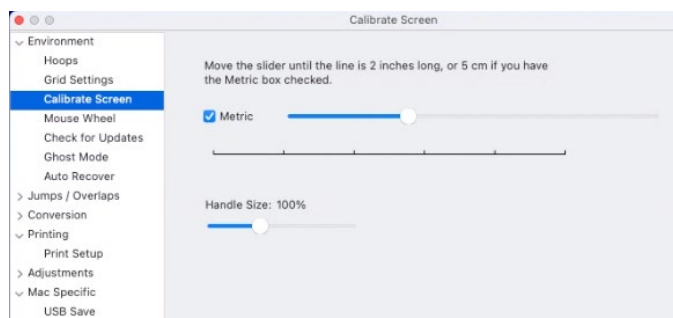 Calibrate Screen
Environment
Hoops
Grid Settings
Calibrate Screen
Mouse Wheel
Check for Updates
Ghost Mode
Auto Recover
Jumps / Overlaps
Conversion
Printing
Print Setup
Adjustments
Mac Specific
USB Save
Move the slider until the line is 2 inches long, or 5 cm if you have
the Metric box checked.
Metric
Handle Size: 100%